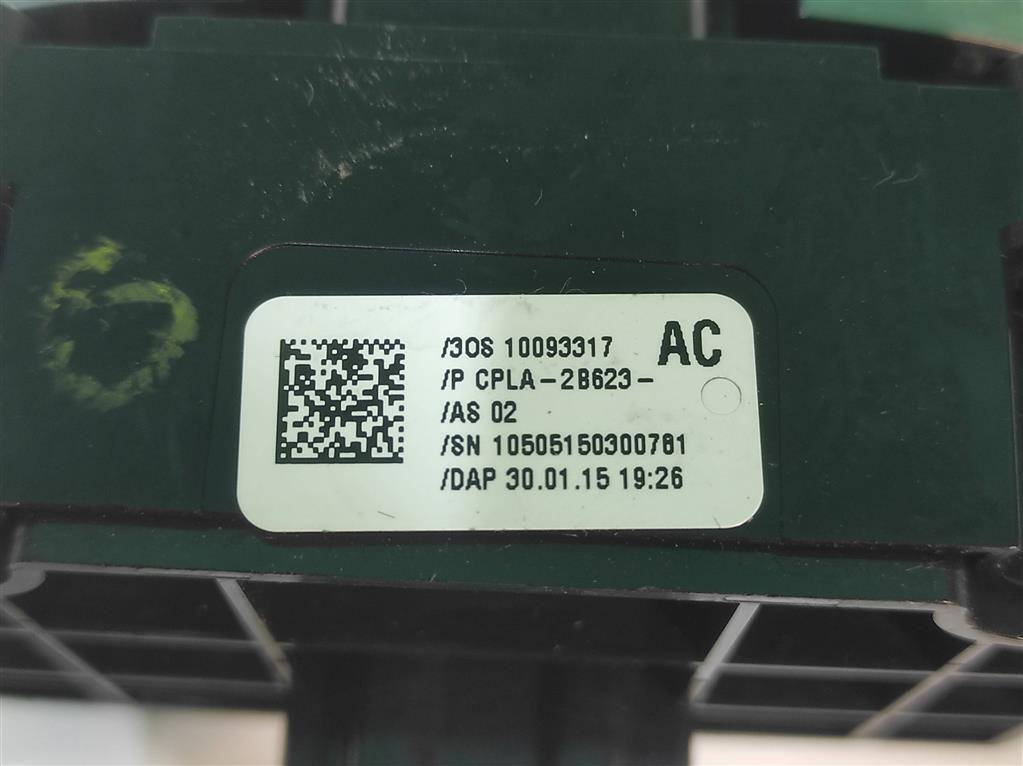 /3OS 10093317 AC
/P CPLA-2B623-
/AS 02
/SN 10505150300781
/DAP 30.01.15 19:26